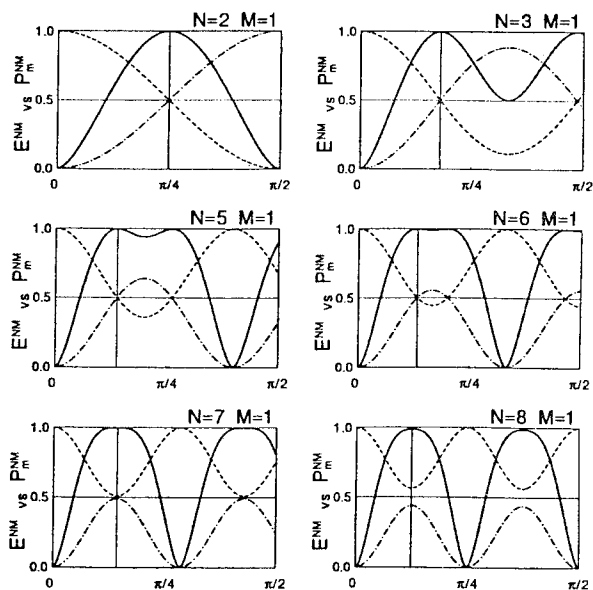 N=2 M=1
N=3 M=1
E^NM vs P_m^NM
1.0
0.5
0.0
0
π/4
π/2
E^NM vs P_m^NM
1.0
0.5
0.0
0
π/4
π/2
N=5 M=1
N=6 M=1
E^NM vs P_m^NM
1.0
0.5
0.0
0
π/4
π/2
E^NM vs P_m^NM
1.0
0.5
0.0
0
π/4
π/2
N=7 M=1
N=8 M=1
E^NM vs P_m^NM
1.0
0.5
0.0
0
π/4
π/2
E^NM vs P_m^NM
1.0
0.5
0.0
0
π/4
π/2